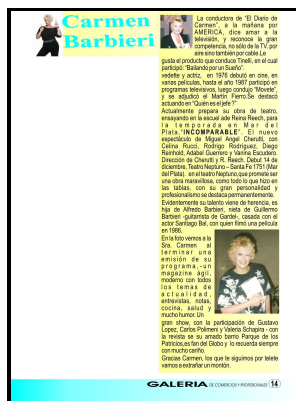 Carmen
Barbieri
La conductora de "El Diario de
Carmen", a la mañana por
AMERICA, dice amar a la
televisión, y reconoce la gran
competencia, no sólo de la TV. por
aire sino también por cable.Le
gusta el producto que conduce Tinelli, en el cual
participó: "Bailando por un Sueño".
vedette y actriz, en 1978 debutó en cine, en
varias películas, hasta el año 1987 participó en
programas televisivos, luego condujo "Movete",
y se adjudicó el Martín Fierro.Se destacó
actuando en "Quién es el jefe ?"
Actualmente prepara su obra de teatro,
ensayando en la escuel ade Reina Reech, para
la temporada en Mar del
Plata,"INCOMPARABLE". El nuevo
espectáculo de Miguel Angel Cherutti, con
Celina Rucci, Rodrigo Rodríguez, Diego
Reinhold, Adabel Guerrero y Vanina Escudero.
Dirección de Cherutti y R. Reech. Debut 14 de
diciembre, Teatro Neptuno – Santa Fe 1751 (Mar
del Plata). en el teatro Neptuno,que promete ser
una obra maravillosa, como todo lo que hizo en
las tablas, con su gran personalidad y
profesionalismo se destaca permanentemente.
Evidentemente su talento viene de herencia, es
hija de Alfredo Barbieri, nieta de Guillermo
Barbieri -guitarrista de Gardel-, casada con el
actor Santiago Bal, con quien filmó una película
en 1986.
En la foto vemos a la
Sra. Carmen al
terminar una
emisión de su
programa,-un
magazine ágil,
moderno con todos
los temas de
actualidad,
entrevistas, notas,
cocina, salud y
mucho humor. Un
gran show, con la participación de Gustavo
Lopez, Carlos Polimeni y Valeria Schapira - con
la revista se su amado barrio Parque de los
Patricios,es fan del Globo y lo recuerda siempre
con mucho cariño.
Gracias Carmen, los que te siguimos por telete
vamos a extrañar un montón.
GALERIA DE COMERCIOS Y PROFESIONALES 14